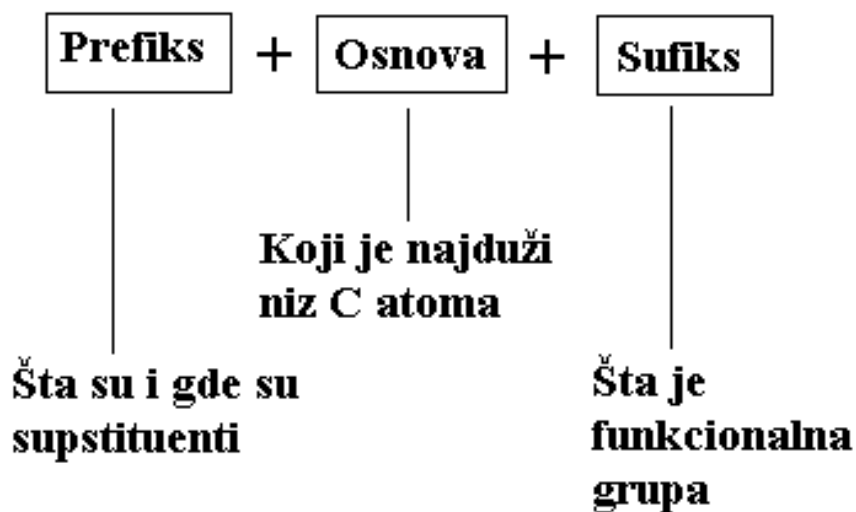 Prefiks + Osnova + Sufiks
Koji je najduži
niz C atoma
Šta su i gde su
supstituenti
Šta je
funkcionalna
grupa